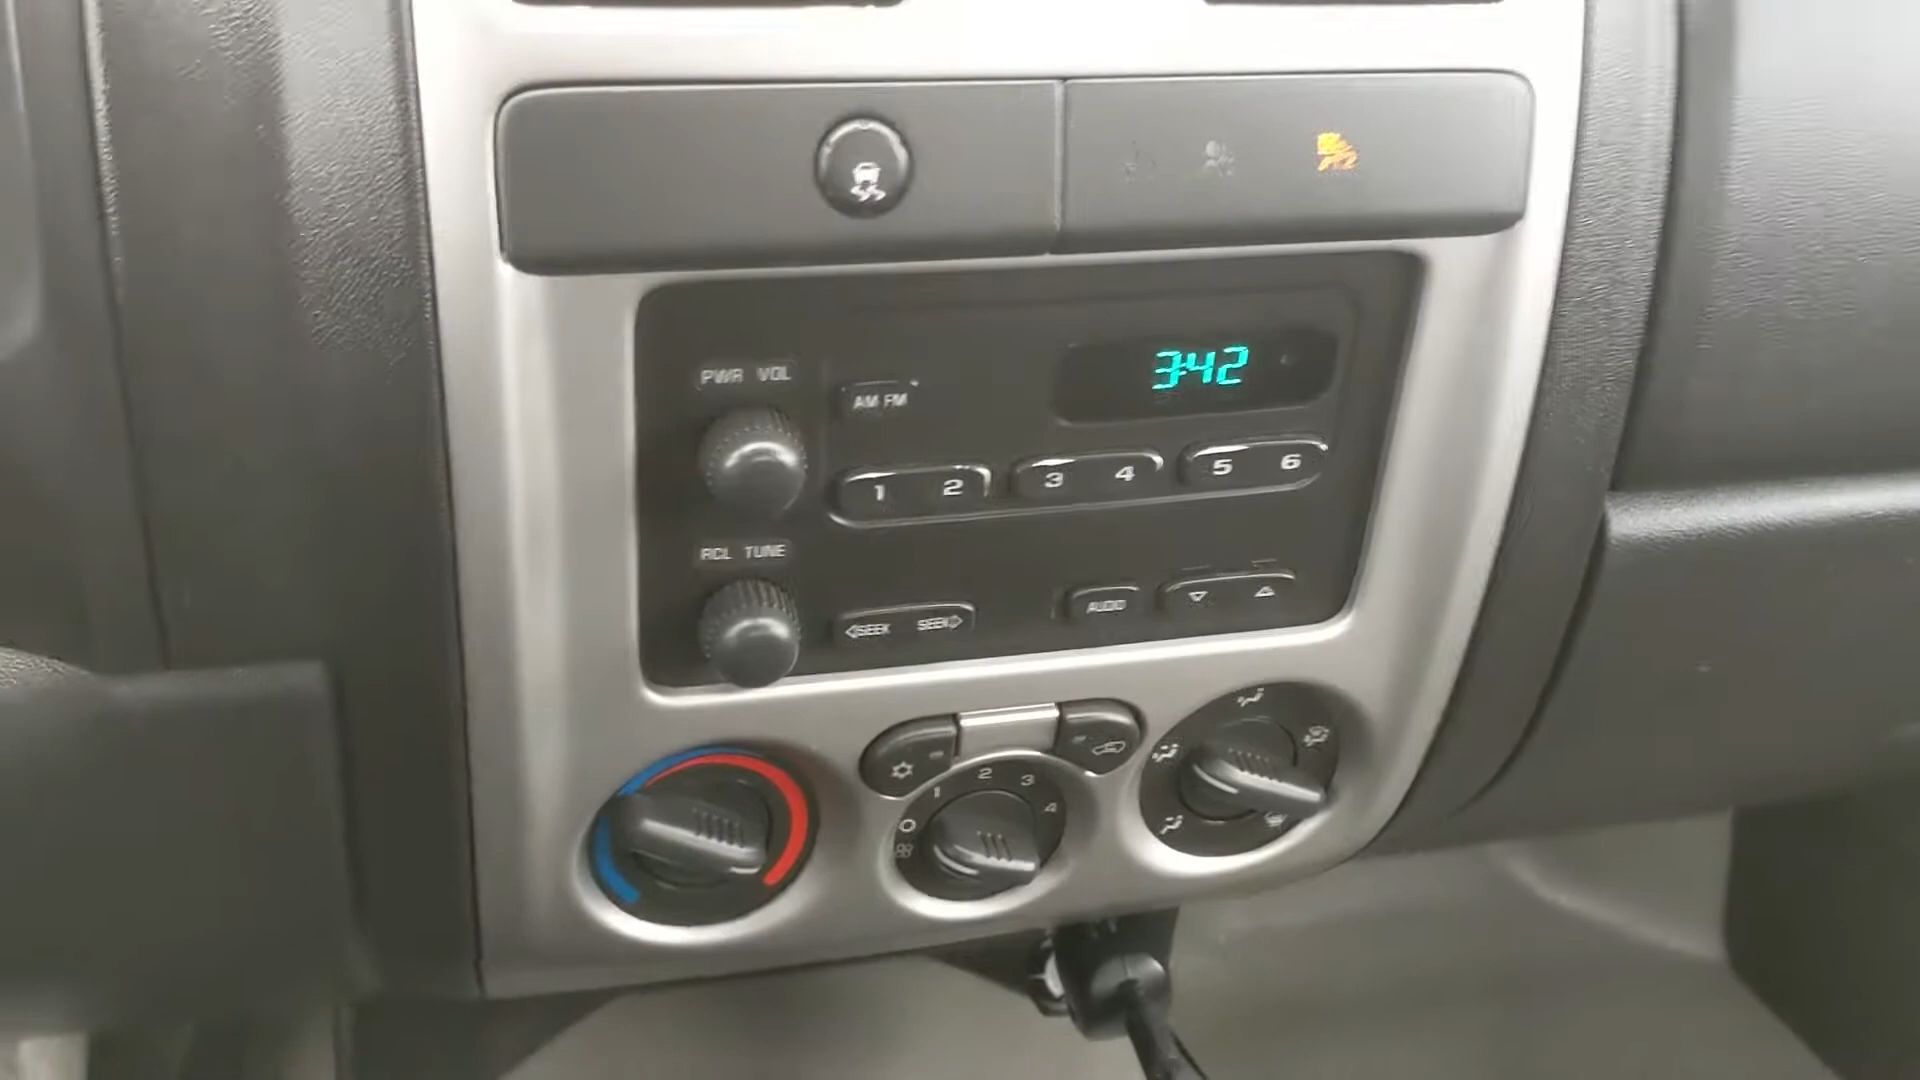 3:42
PWR VOL
AM FM
1 2 3 4 5 6
RCL TUNE
◁SEEK SEEK▷
AUDIO ▽ △
1 2 3 4